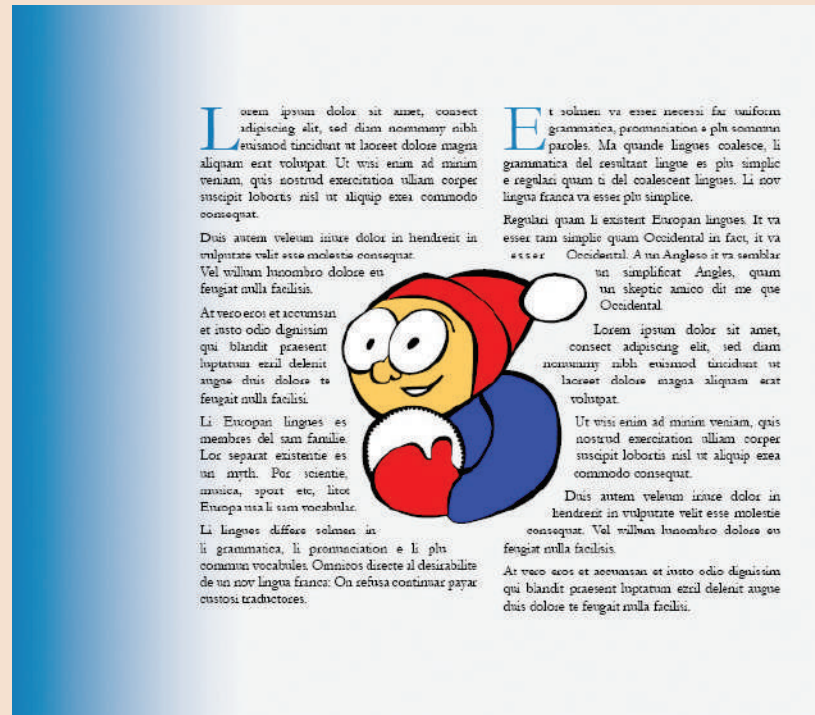 Lorem ipsum dolor sit amet, consect
adipiscing elit, sed diam nonummy nibh
euismod tincidunt ut laoreet dolore magna
aliquam erat volutpat. Ut wisi enim ad minim
veniam, quis nostrud exercitation ulliam corper
suscipit lobortis nisl ut aliquip exea commodo
consequat.
Duis autem veleum iriure dolor in hendrerit in
vulputate velit esse molestie consequat.
Vel willum lunombro dolore eu
feugiat nulla facilisis.
At vero eros et accumsan
et iusto odio dignissim
qui blandit praesent
luptatum ezril delenit
augue duis dolore te
feugait nulla facilisi.
Li Europan lingues es
membres del sam familie.
Lor separat existentie es
un myth. Por scientie,
musica, sport etc, litot
Europa usa li sam vocabular.
Li lingues differe solmen in
li grammatica, li pronunciation e li plu
commun vocabules. Omnicos directe al desirabilite
de un nov lingua franca: On refusa continuar payar
custosi traductores.
Et solmen va esser necessi far uniform
grammatica, pronunciation e plu sommun
paroles. Ma quande lingues coalesce, li
grammatica del resultant lingue es plu simplic
e regulari quam ti del coalescent lingues. Li nov
lingua franca va esser plu simplice.
Regulari quam li existent Europan lingues. It va
esser tam simplic quam Occidental in fact, it va
esser Occidental. A un Angleso it va semblar
un simplificat Angles, quam
un skeptic amico dit me que
Occidental
Lorem ipsum dolor sit amet,
consect adipiscing elit, sed diam
nonummy nibh euismod tincidunt ut
laoreet dolore magna aliquam erat
volutpat.
Ut wisi enim ad minim veniam, quis
nostrud exercitation ulliam corper
suscipit lobortis nisl ut aliquip exea
commodo consequat.
Duis autem veleum iriure dolor in
hendrerit in vulputate velit esse molestie
consequat. Vel willum lunombro dolore eu
feugiat nulla facilisis.
At vero eros et accumsan et iusto odio dignissim
qui blandit praesent luptatum ezril delenit augue
duis dolore te feugait nulla facilisi.